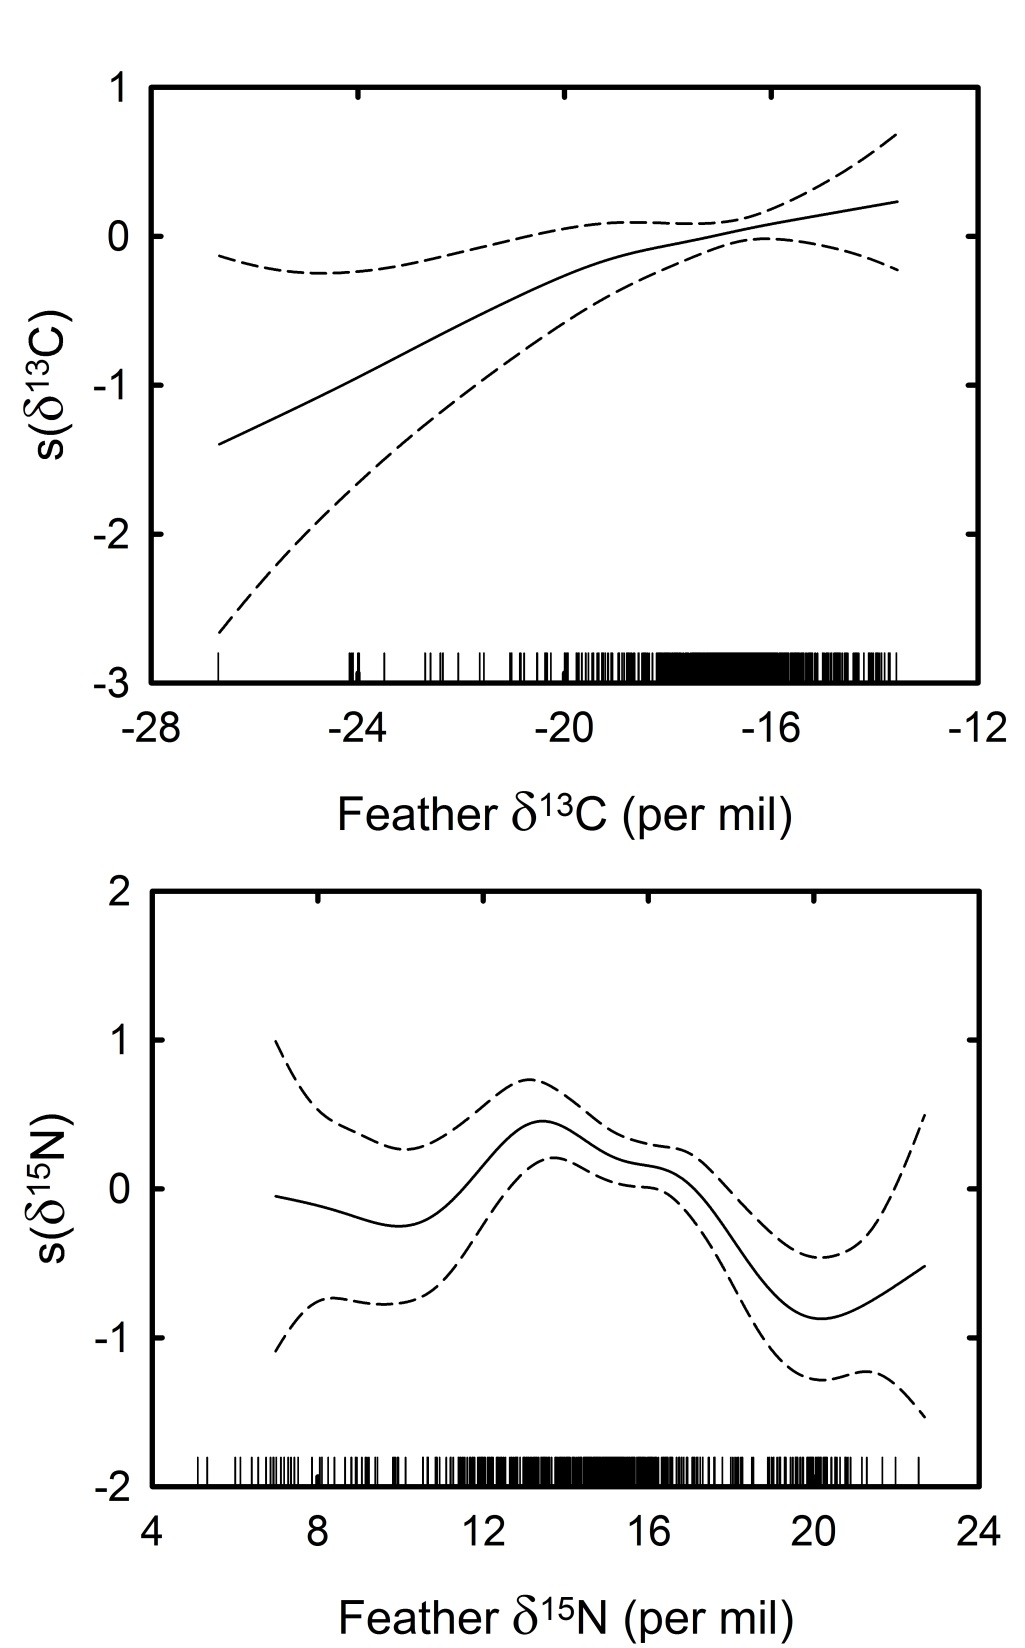 1
0
-1
-2
-3
s(δ13C)
-28 -24 -20 -16 -12
Feather δ13C (per mil)
2
1
0
-1
-2
s(δ15N)
4 8 12 16 20 24
Feather δ15N (per mil)